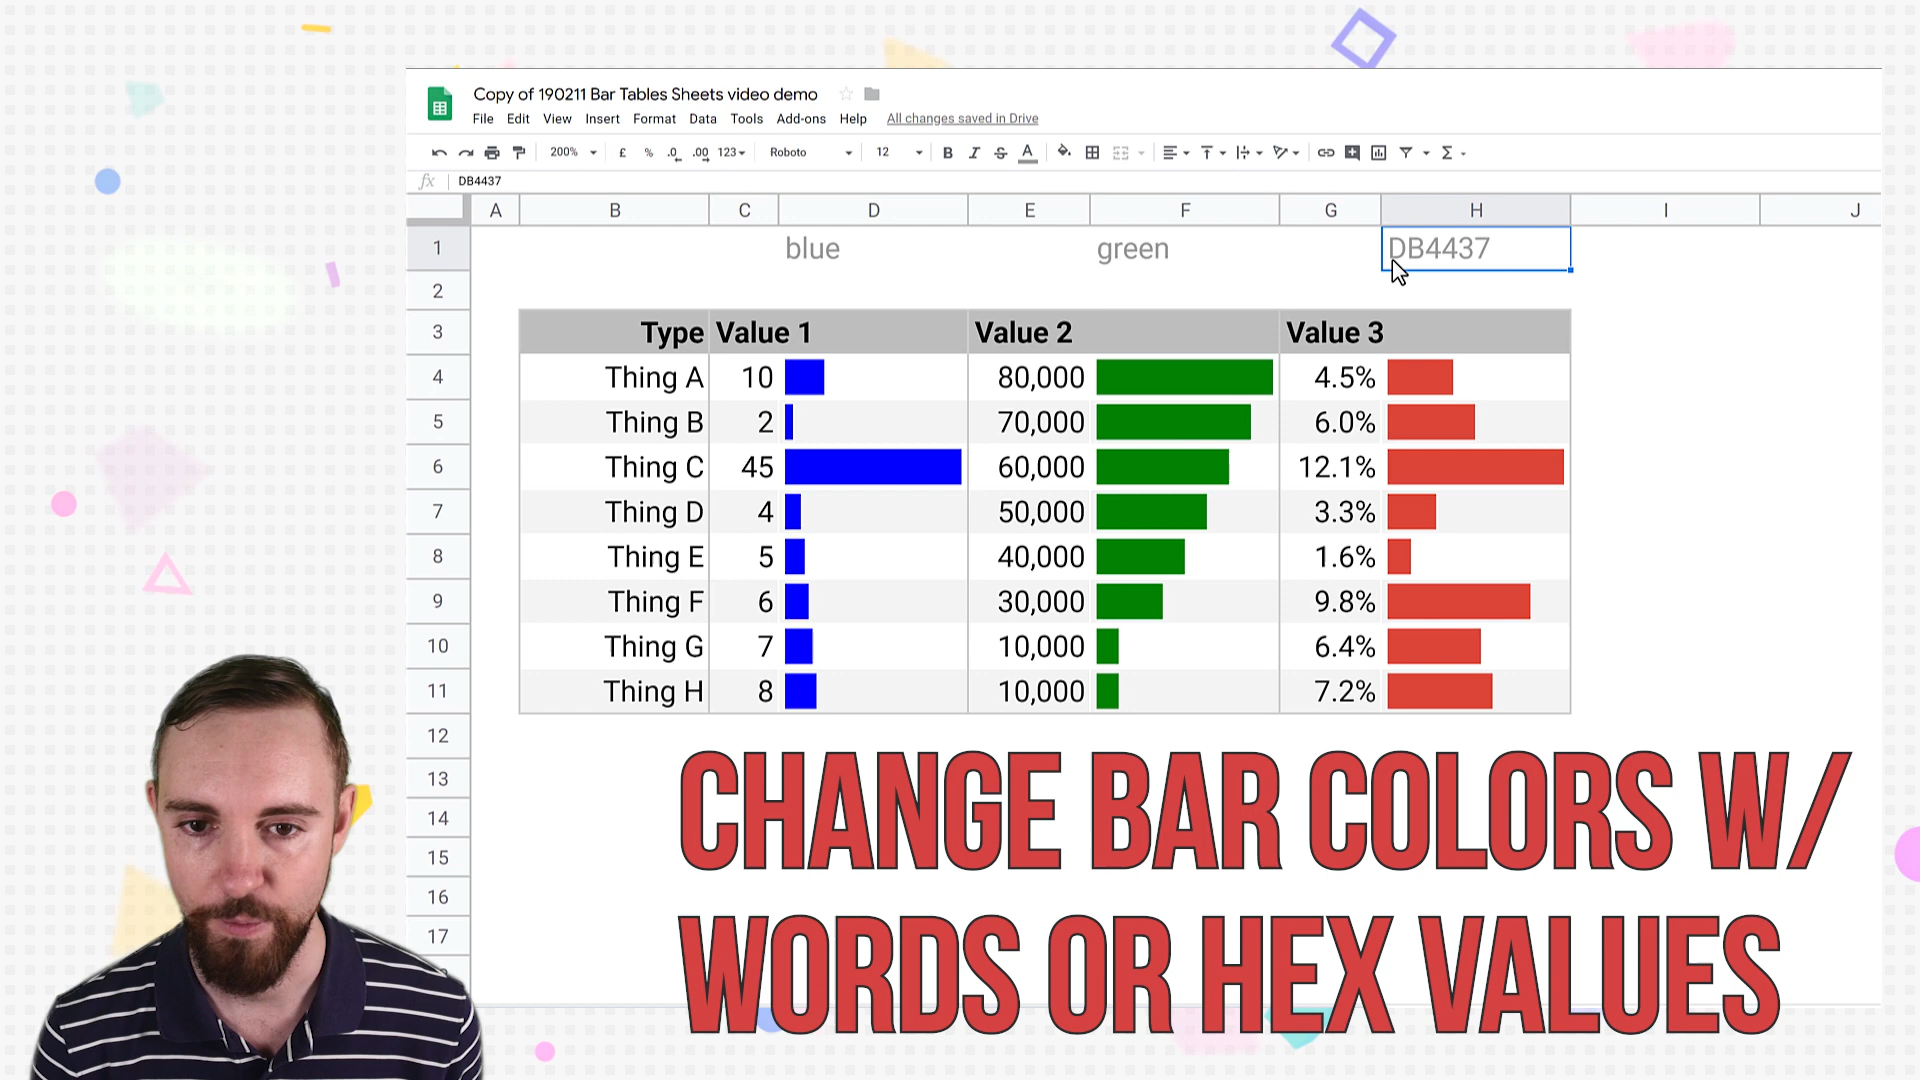 Copy of 190211 Bar Tables Sheets video demo
File Edit View Insert Format Data Tools Add-ons Help All changes saved in Drive
200% £ % .0 .00 123 Roboto 12 B I S A Σ
fx DB4437
A B C D E F G H I J
1 blue green DB4437
2
3 Type Value 1 Value 2 Value 3
4 Thing A 10 80,000 4.5%
5 Thing B 2 70,000 6.0%
6 Thing C 45 60,000 12.1%
7 Thing D 4 50,000 3.3%
8 Thing E 5 40,000 1.6%
9 Thing F 6 30,000 9.8%
10 Thing G 7 10,000 6.4%
11 Thing H 8 10,000 7.2%
12
13
14
15
16
17
CHANGE BAR COLORS W/
WORDS OR HEX VALUES